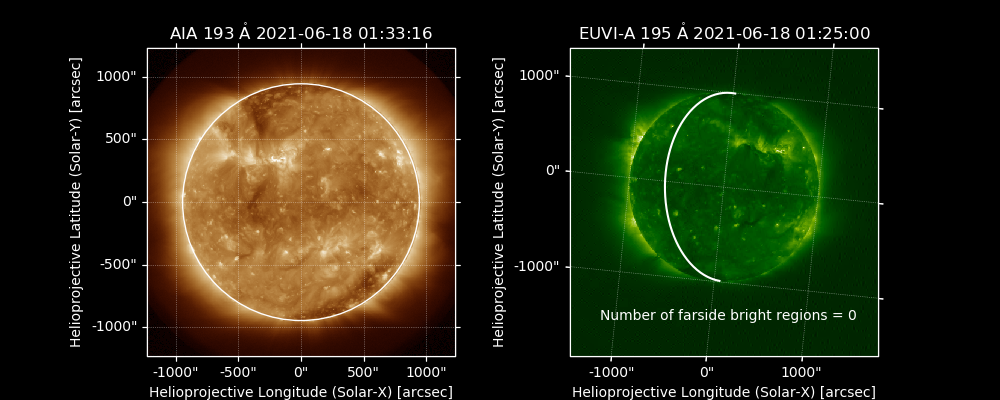 AIA 193 Å 2021-06-18 01:33:16
1000"
500"
0"
-500"
-1000"
Helioprojective Latitude (Solar-Y) [arcsec]
-1000" -500" 0" 500" 1000"
Helioprojective Longitude (Solar-X) [arcsec]
EUVI-A 195 Å 2021-06-18 01:25:00
1000"
0"
-1000"
Helioprojective Latitude (Solar-Y) [arcsec]
Number of farside bright regions = 0
-1000" 0" 1000"
Helioprojective Longitude (Solar-X) [arcsec]